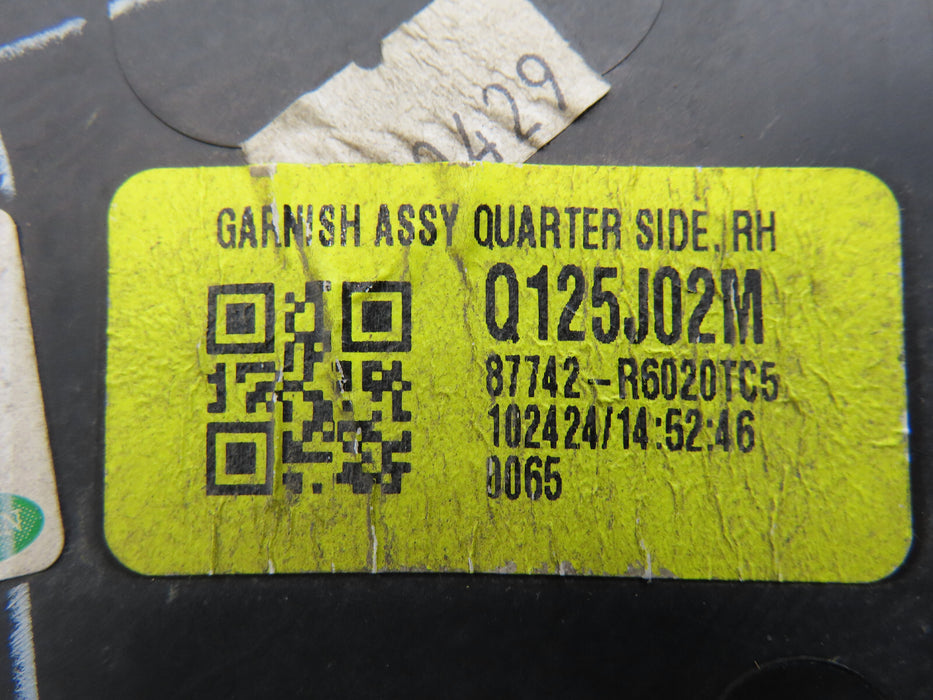 429
GARNISH ASSY QUARTER SIDE, RH
Q125J02M
87742-R6020TC5
102424/14:52:46
0065